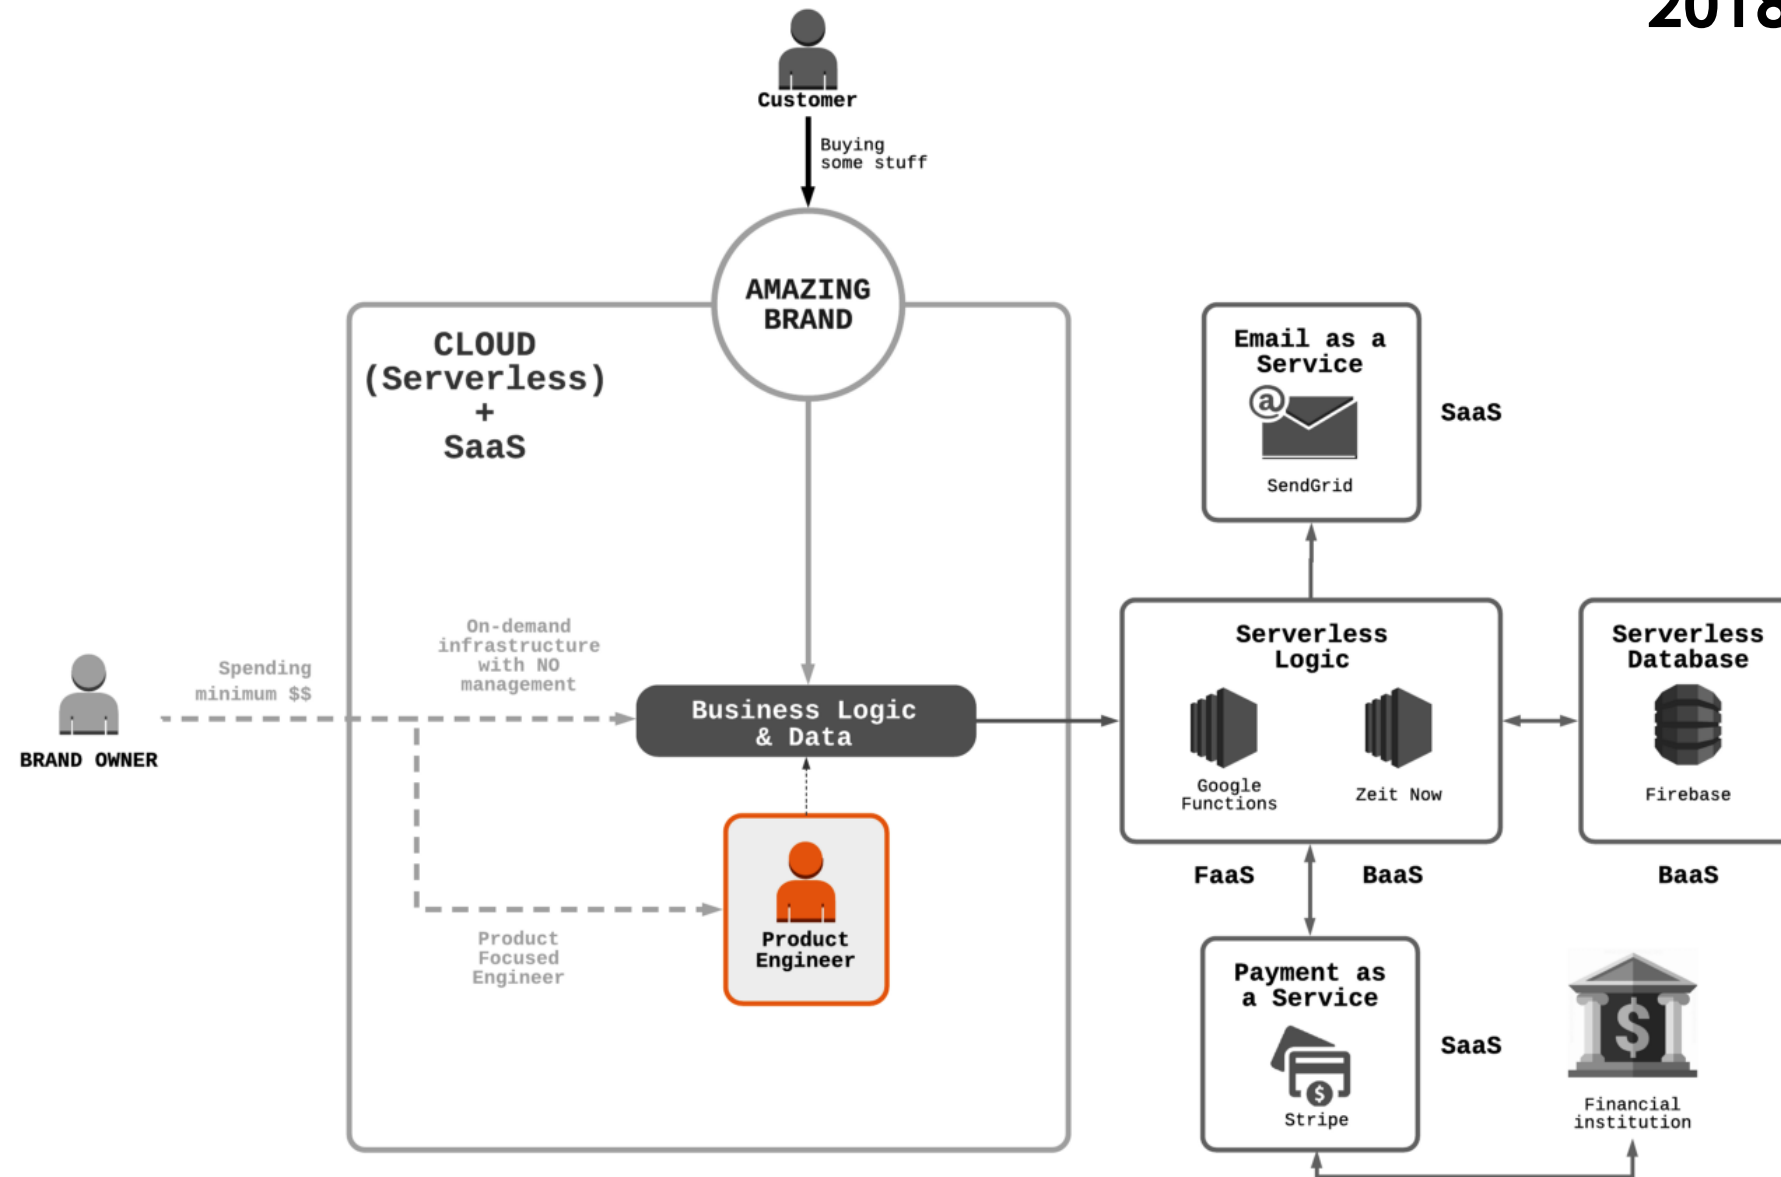 2018
Customer
Buying
some stuff
AMAZING
BRAND
CLOUD
(Serverless)
+
SaaS
Email as a
Service
@
SendGrid
SaaS
On-demand
infrastructure
with NO
management
Spending
minimum $$
BRAND OWNER
Business Logic
& Data
Serverless
Logic
Google
Functions
Zeit Now
Serverless
Database
Firebase
FaaS
BaaS
BaaS
Product
Engineer
Product
Focused
Engineer
Payment as
a Service
$
Stripe
SaaS
$
Financial
institution